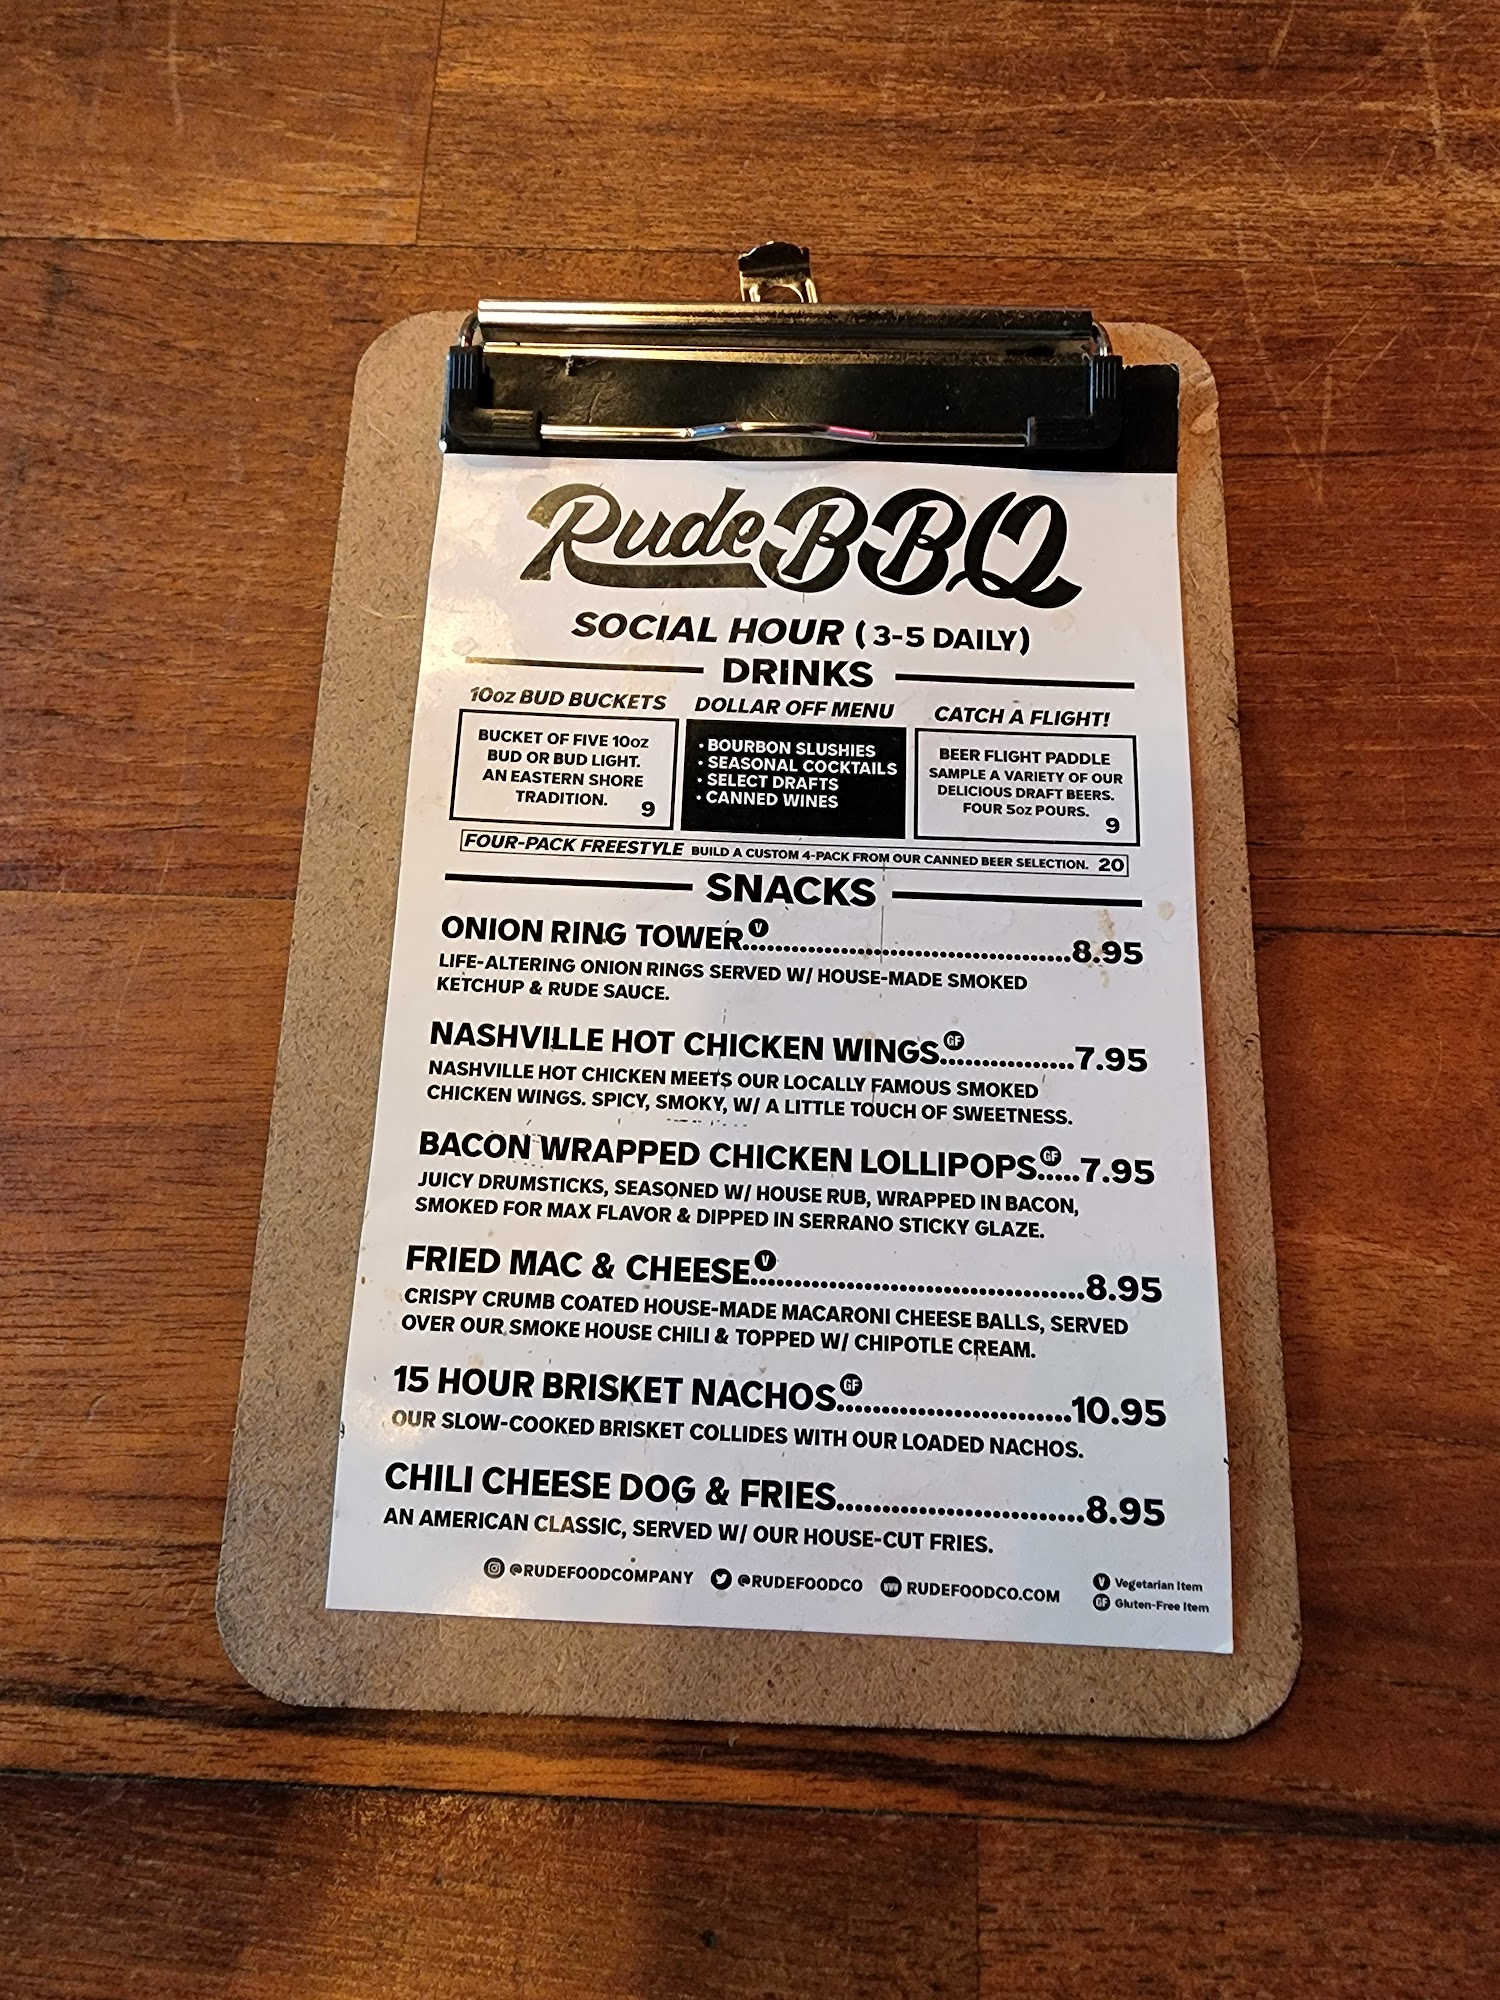 Rude BBQ
SOCIAL HOUR (3-5 DAILY)
DRINKS
10oz BUD BUCKETS
BUCKET OF FIVE 10oz
BUD OR BUD LIGHT.
AN EASTERN SHORE
TRADITION.
9
DOLLAR OFF MENU
• BOURBON SLUSHIES
• SEASONAL COCKTAILS
• SELECT DRAFTS
• CANNED WINES
CATCH A FLIGHT!
BEER FLIGHT PADDLE
SAMPLE A VARIETY OF OUR
DELICIOUS DRAFT BEERS.
FOUR 5oz POURS.
9
FOUR-PACK FREESTYLE BUILD A CUSTOM 4-PACK FROM OUR CANNED BEER SELECTION. 20
SNACKS
ONION RING TOWER V 8.95
LIFE-ALTERING ONION RINGS SERVED W/ HOUSE-MADE SMOKED
KETCHUP & RUDE SAUCE.
NASHVILLE HOT CHICKEN WINGS GF 7.95
NASHVILLE HOT CHICKEN MEETS OUR LOCALLY FAMOUS SMOKED
CHICKEN WINGS. SPICY, SMOKY, W/ A LITTLE TOUCH OF SWEETNESS.
BACON WRAPPED CHICKEN LOLLIPOPS GF 7.95
JUICY DRUMSTICKS, SEASONED W/ HOUSE RUB, WRAPPED IN BACON,
SMOKED FOR MAX FLAVOR & DIPPED IN SERRANO STICKY GLAZE.
FRIED MAC & CHEESE V 8.95
CRISPY CRUMB COATED HOUSE-MADE MACARONI CHEESE BALLS, SERVED
OVER OUR SMOKE HOUSE CHILI & TOPPED W/ CHIPOTLE CREAM.
15 HOUR BRISKET NACHOS GF 10.95
OUR SLOW-COOKED BRISKET COLLIDES WITH OUR LOADED NACHOS.
CHILI CHEESE DOG & FRIES 8.95
AN AMERICAN CLASSIC, SERVED W/ OUR HOUSE-CUT FRIES.
@RUDEFOODCOMPANY @RUDEFOODCO WWW RUDEFOODCO.COM
V Vegetarian Item
GF Gluten-Free Item